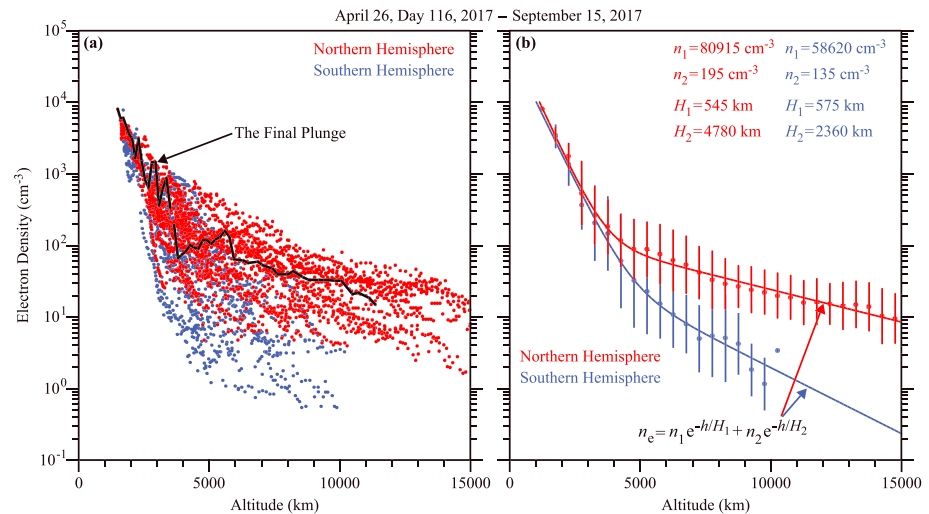 April 26, Day 116, 2017 – September 15, 2017
(a)
Northern Hemisphere
Southern Hemisphere
The Final Plunge
Electron Density (cm⁻³)
10⁵
10⁴
10³
10²
10¹
10⁰
10⁻¹
0 5000 10000 15000
Altitude (km)
(b)
n₁=80915 cm⁻³ n₁=58620 cm⁻³
n₂=195 cm⁻³ n₂=135 cm⁻³
H₁=545 km H₁=575 km
H₂=4780 km H₂=2360 km
Northern Hemisphere
Southern Hemisphere
nₑ=n₁e^(-h/H₁)+n₂e^(-h/H₂)
0 5000 10000 15000
Altitude (km)